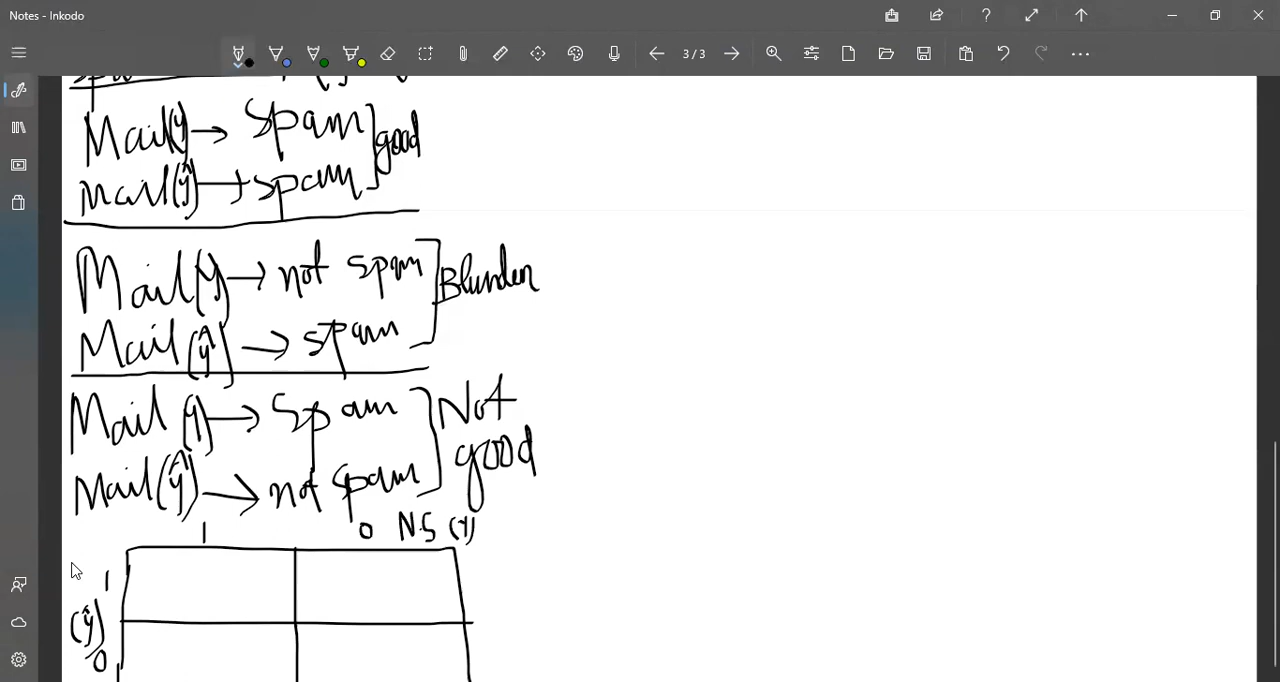 Notes - Inkodo
3/3
Mail(y) → Spam
good
Mail(ŷ) → spam
Mail(y) → not spam
Blunder
Mail(ŷ) → spam
Mail(y) → Spam
Not
good
Mail(ŷ) → not spam
1 0 N.S (y)
1
(ŷ)
0